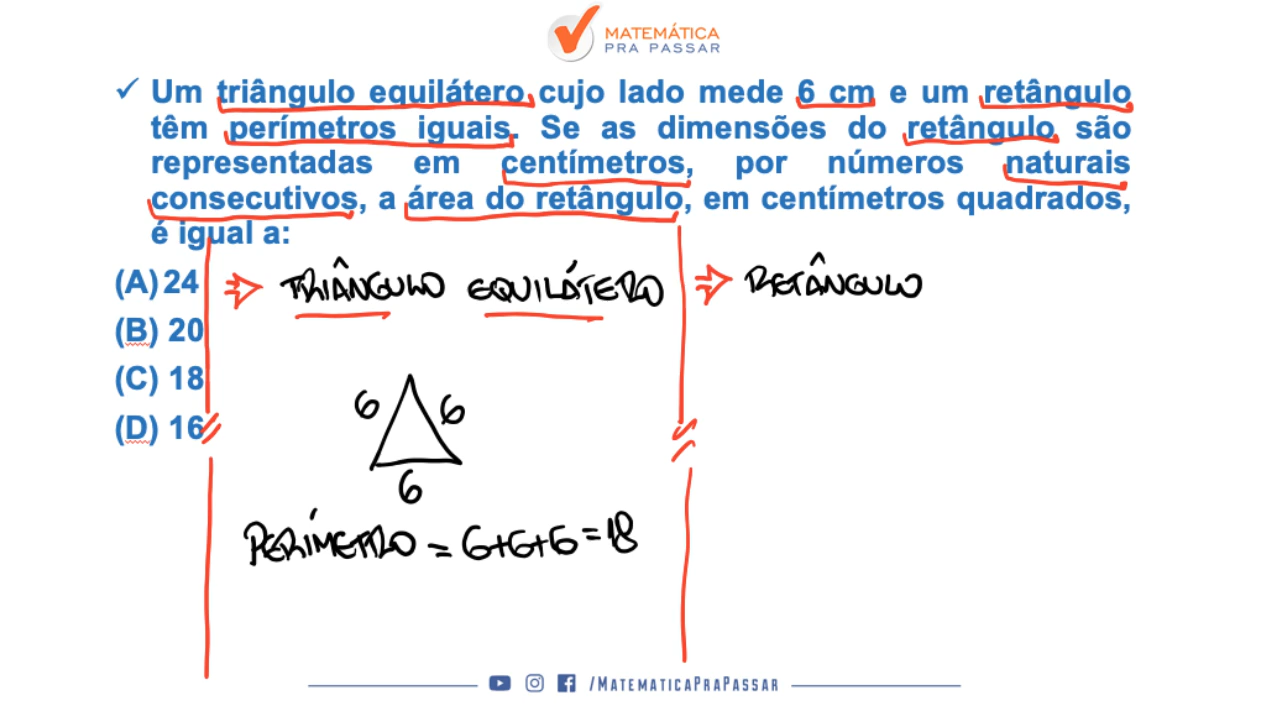 MATEMÁTICA
PRA PASSAR
✓ Um triângulo equilátero cujo lado mede 6 cm e um retângulo
têm perímetros iguais. Se as dimensões do retângulo são
representadas em centímetros, por números naturais
consecutivos, a área do retângulo, em centímetros quadrados,
é igual a:
(A) 24
(B) 20
(C) 18
(D) 16
⇒ TRIÂNGULO EQUILÁTERO
6 6
6
PERÍMETRO = 6+6+6=18
⇒ RETÂNGULO
/MATEMATICAPRAPASSAR